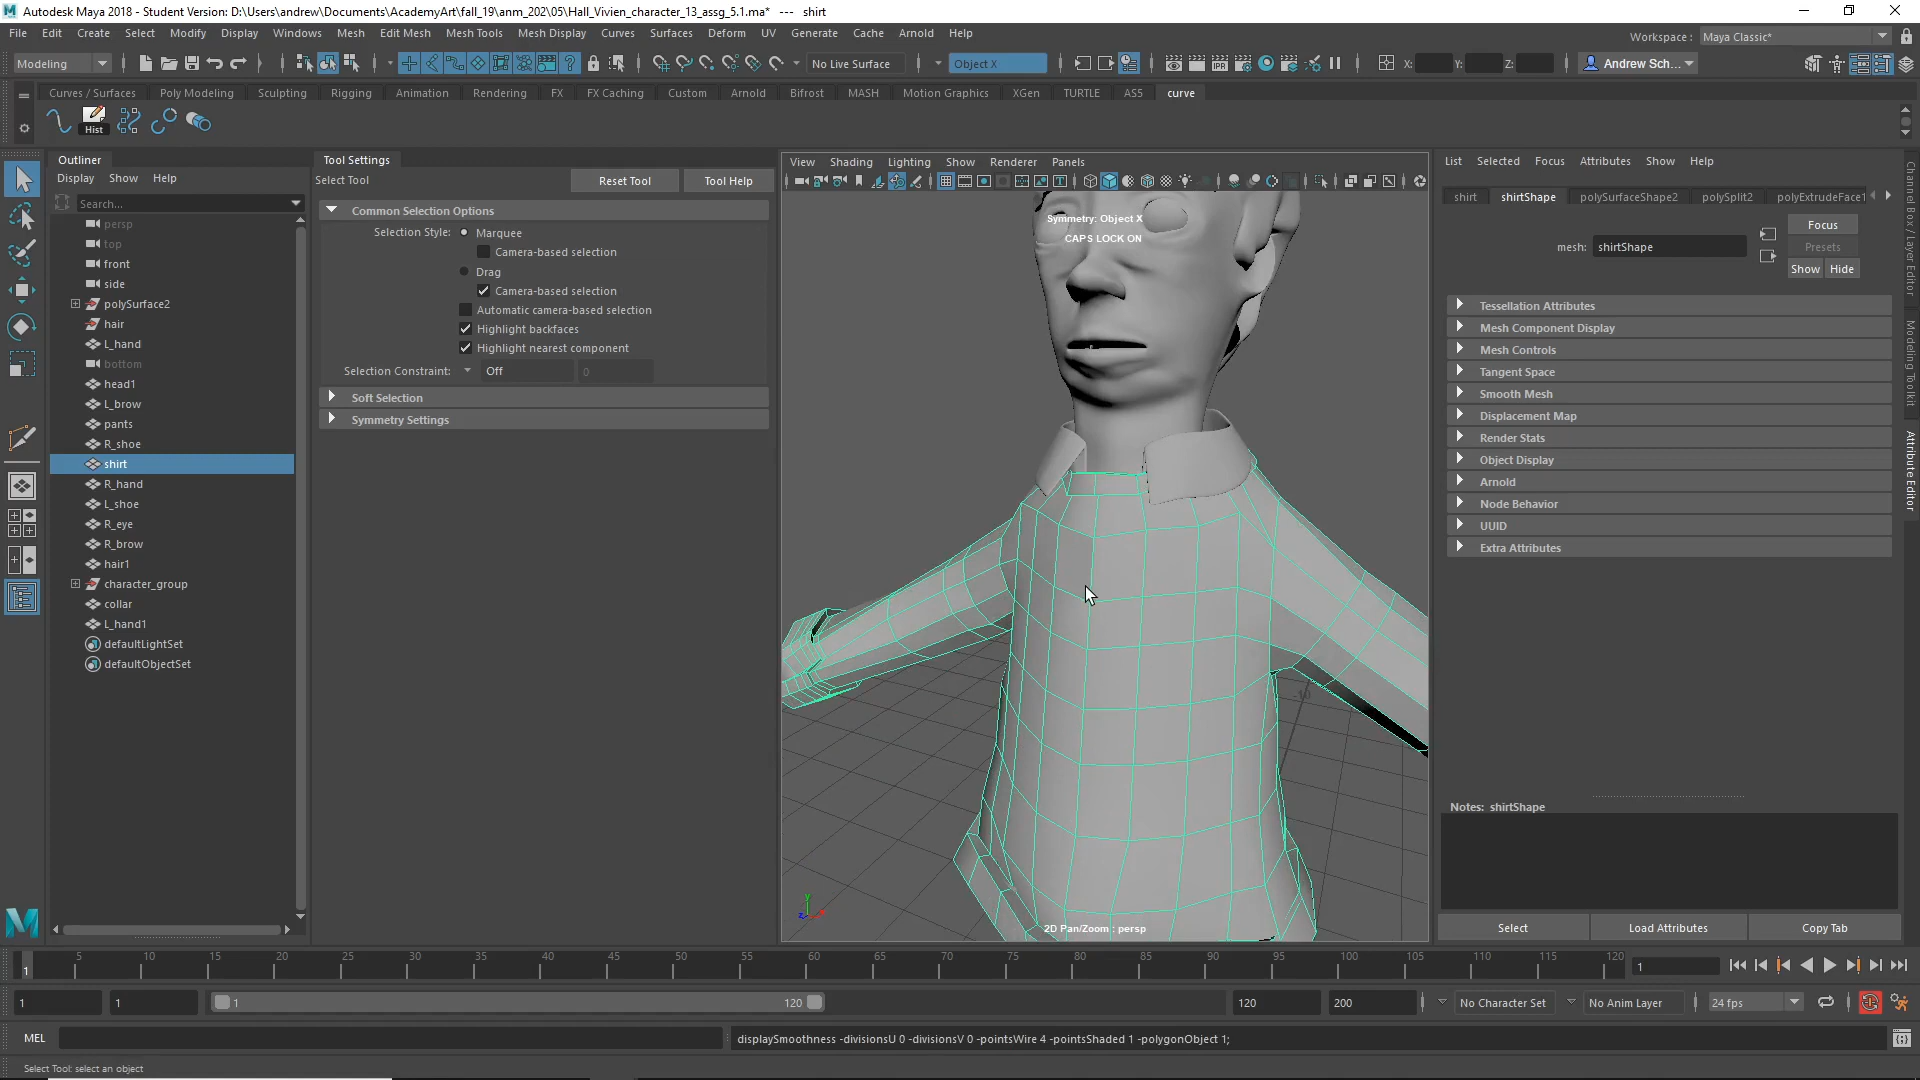 Autodesk Maya 2018 - Student Version: D:\Users\andrew\Documents\AcademyArt\fall_19\anm_202\05\Hall_Vivien_character_13_assg_5.1.ma* --- shirt
File Edit Create Select Modify Display Windows Mesh Edit Mesh Mesh Tools Mesh Display Curves Surfaces Deform UV Generate Cache Arnold Help
Workspace : Maya Classic*
Modeling No Live Surface Object X X: Y: Z: Andrew Sch...
Curves / Surfaces Poly Modeling Sculpting Rigging Animation Rendering FX FX Caching Custom Arnold Bifrost MASH Motion Graphics XGen TURTLE AS5 curve
Hist
Outliner
Display Show Help
Search...
persp
top
front
side
polySurface2
hair
L_hand
bottom
head1
L_brow
pants
R_shoe
shirt
R_hand
L_shoe
R_eye
R_brow
hair1
character_group
collar
L_hand1
defaultLightSet
defaultObjectSet
Tool Settings
Select Tool Reset Tool Tool Help
Common Selection Options
Selection Style: Marquee
Camera-based selection
Drag
Camera-based selection
Automatic camera-based selection
Highlight backfaces
Highlight nearest component
Selection Constraint: Off 0
Soft Selection
Symmetry Settings
View Shading Lighting Show Renderer Panels
Symmetry: Object X
CAPS LOCK ON
-10
y
z
2D Pan/Zoom : persp
List Selected Focus Attributes Show Help
shirt shirtShape polySurfaceShape2 polySplit2 polyExtrudeFace1
Focus
mesh: shirtShape Presets
Show Hide
Tessellation Attributes
Mesh Component Display
Mesh Controls
Tangent Space
Smooth Mesh
Displacement Map
Render Stats
Object Display
Arnold
Node Behavior
UUID
Extra Attributes
Notes: shirtShape
Select Load Attributes Copy Tab
Channel Box / Layer Editor
Modeling Toolkit
Attribute Editor
1 5 10 15 20 25 30 35 40 45 50 55 60 65 70 75 80 85 90 95 100 105 110 115 120 1
1 1 1 120 120 200 No Character Set No Anim Layer 24 fps
MEL displaySmoothness -divisionsU 0 -divisionsV 0 -pointsWire 4 -pointsShaded 1 -polygonObject 1;
Select Tool: select an object